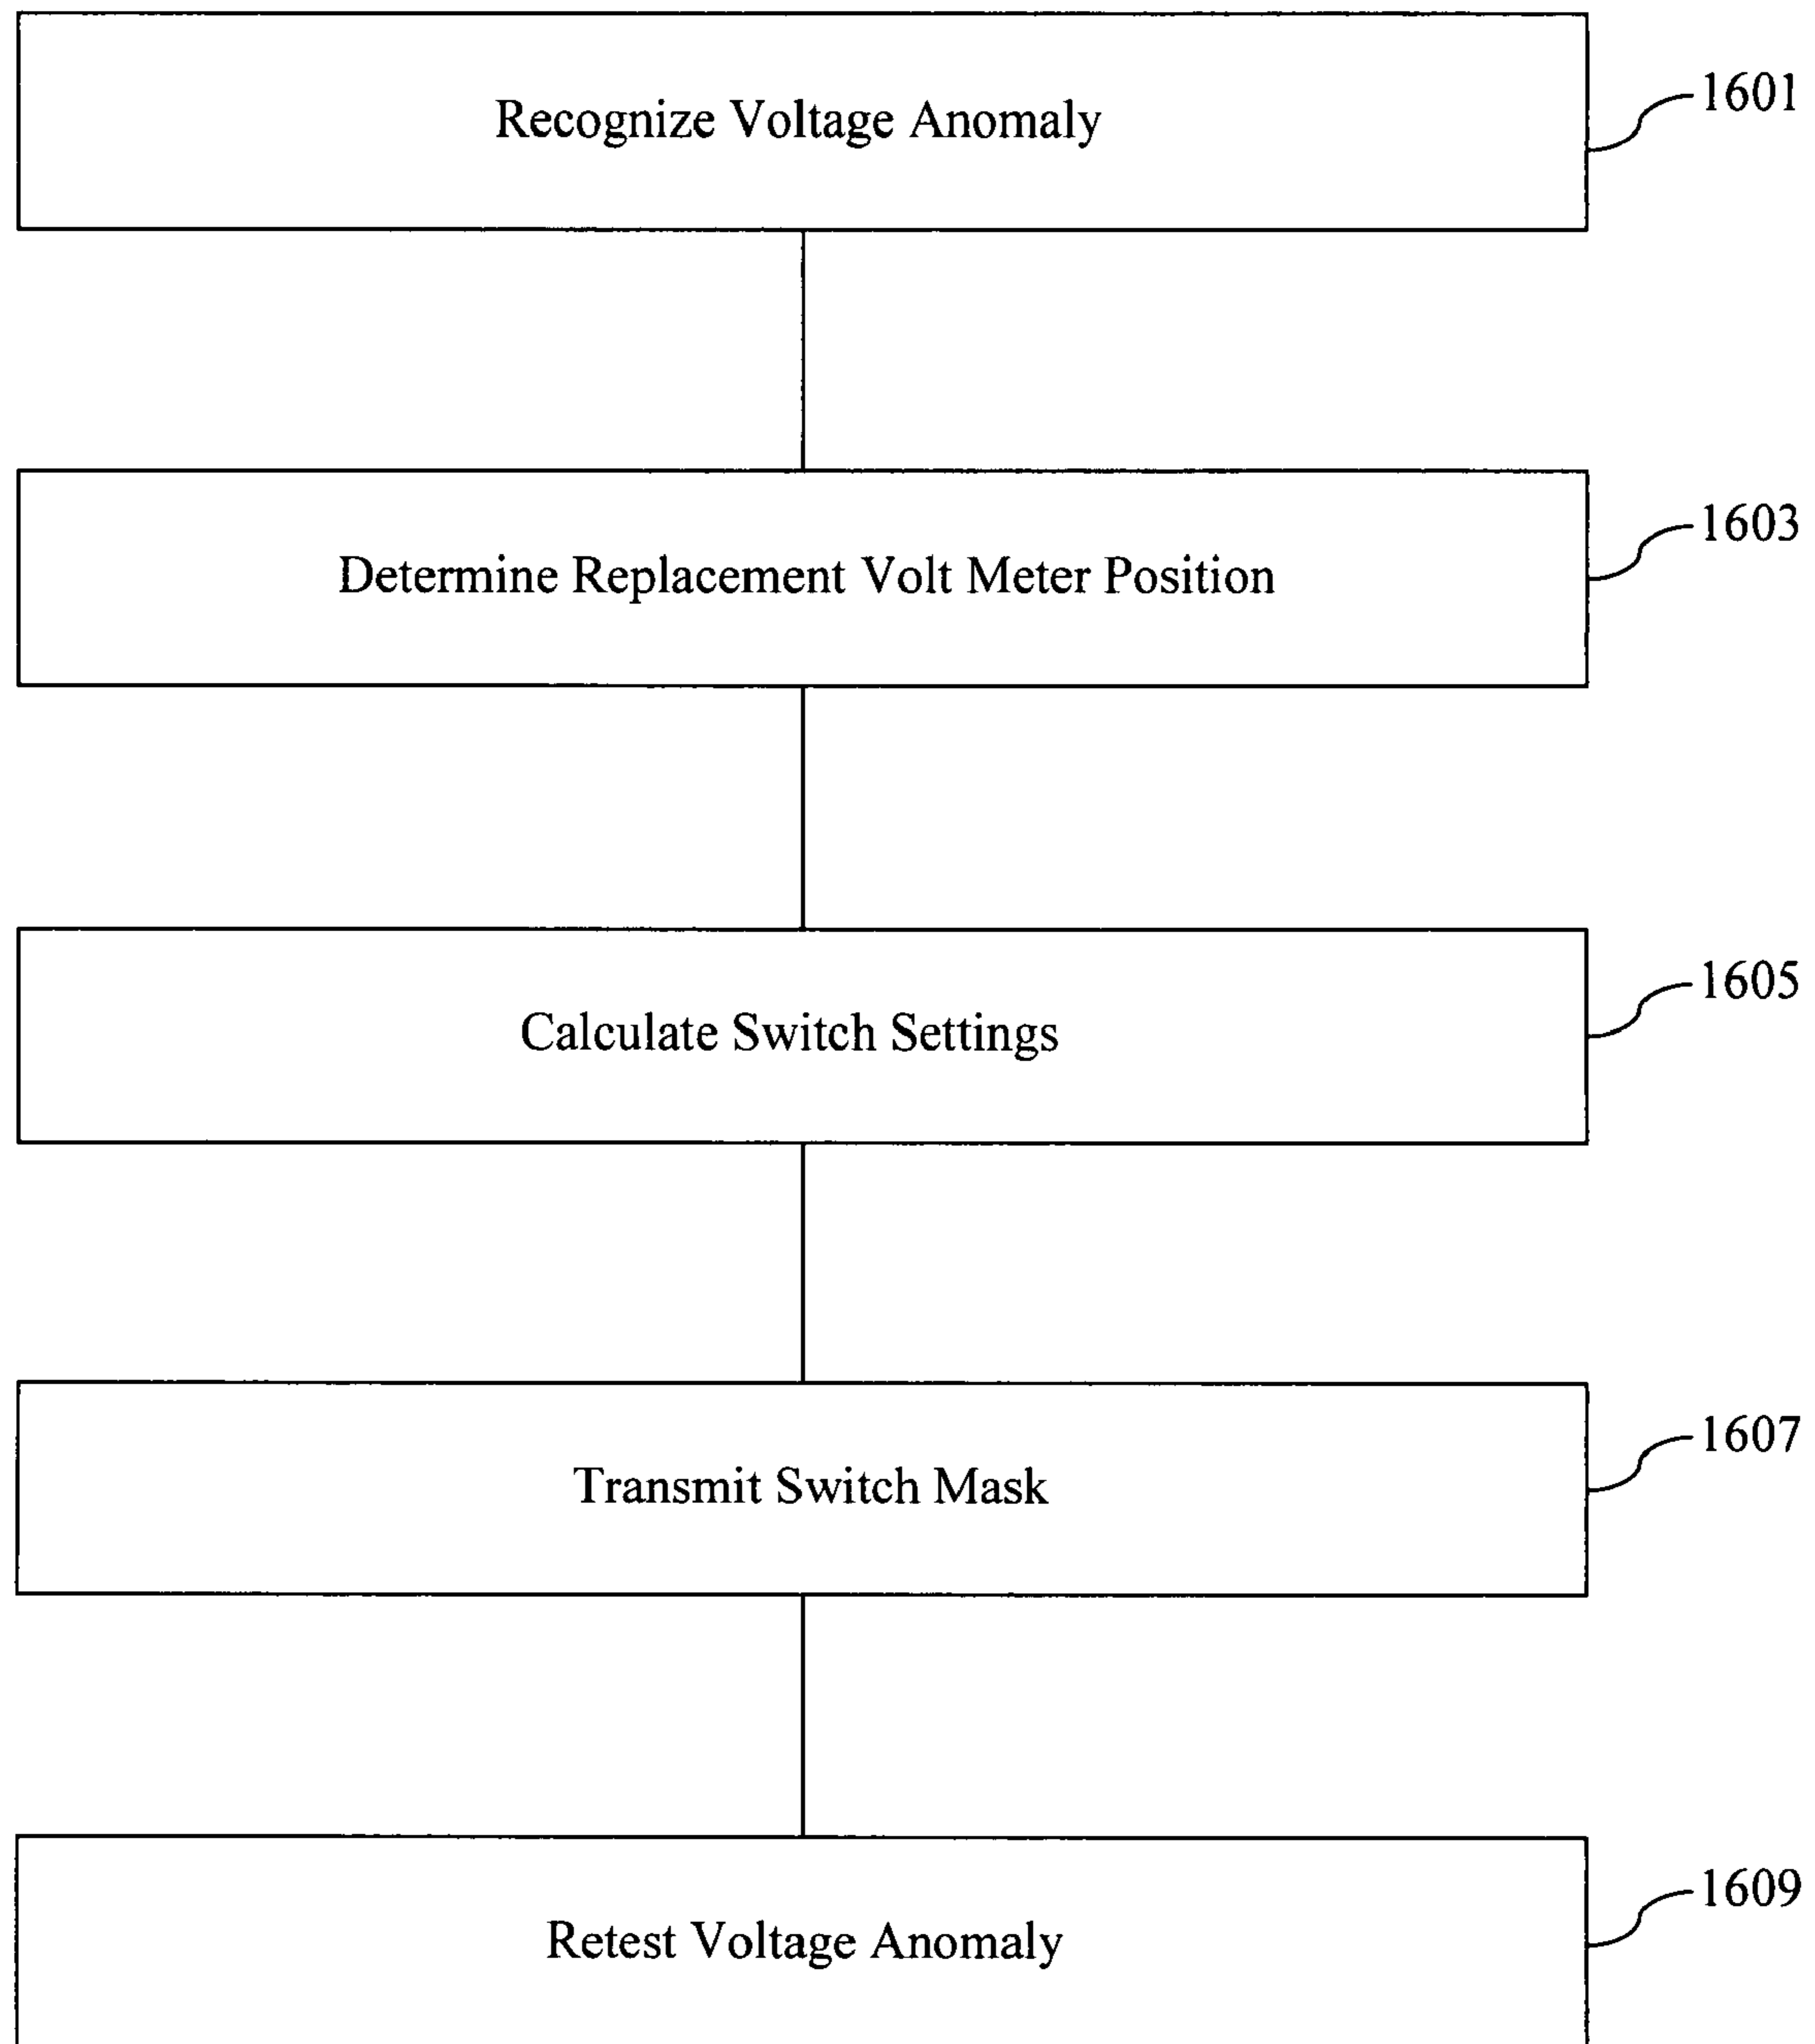 Recognize Voltage Anomaly
1601
Determine Replacement Volt Meter Position
1603
Calculate Switch Settings
1605
Transmit Switch Mask
1607
Retest Voltage Anomaly
1609